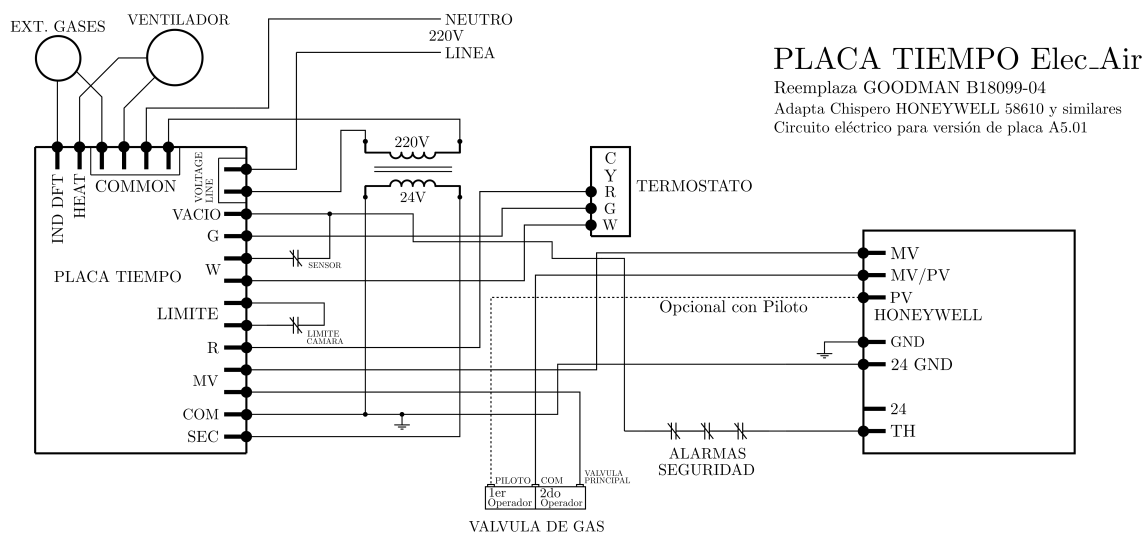 EXT. GASES
VENTILADOR
NEUTRO
220V
LINEA
PLACA TIEMPO Elec_Air
Reemplaza GOODMAN B18099-04
Adapta Chispero HONEYWELL 58610 y similares
Circuito eléctrico para versión de placa A5.01
IND DFT
HEAT
COMMON
VOLTAGE
LINE
220V
24V
C
Y
R
G
W
TERMOSTATO
VACIO
G
W
SENSOR
PLACA TIEMPO
LIMITE
LIMITE
CAMARA
R
MV
COM
SEC
MV
MV/PV
PV
Opcional con Piloto
HONEYWELL
GND
24 GND
24
TH
ALARMAS
SEGURIDAD
PILOTO
COM
VALVULA
PRINCIPAL
1er
Operador
2do
Operador
VALVULA DE GAS